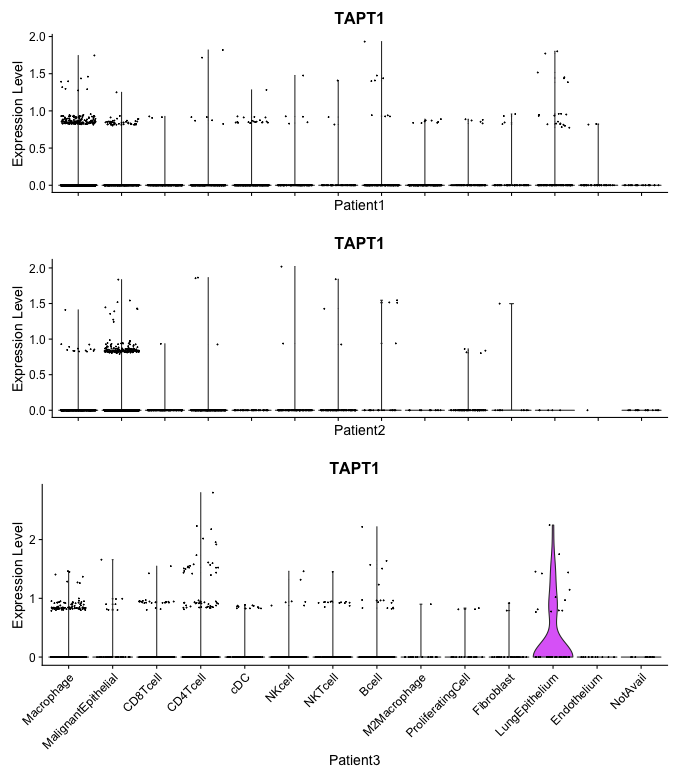 TAPT1
Expression Level
2.0
1.5
1.0
0.5
0.0
Patient1
TAPT1
Expression Level
2.0
1.5
1.0
0.5
0.0
Patient2
TAPT1
Expression Level
2
1
0
Macrophage
MalignantEpithelial
CD8Tcell
CD4Tcell
cDC
NKcell
NKTcell
Bcell
M2Macrophage
ProliferatingCell
Fibroblast
LungEpithelium
Endothelium
NotAvail
Patient3